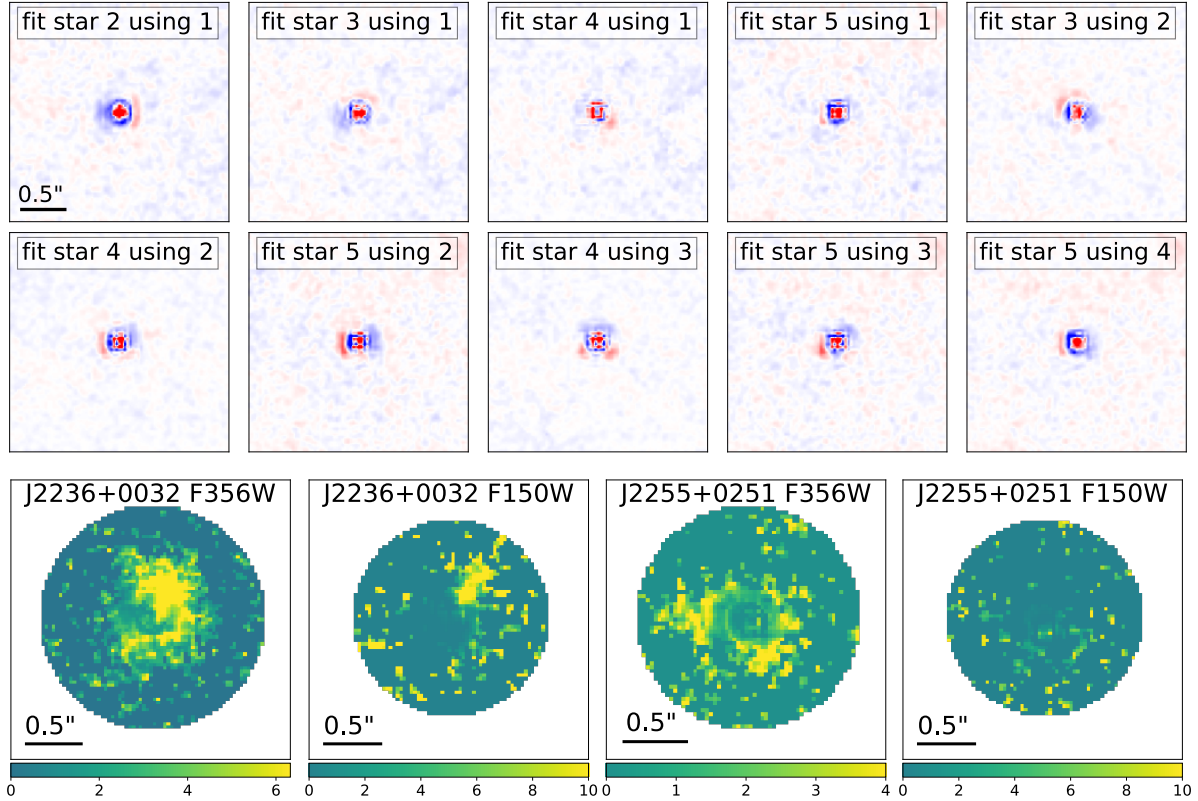 fit star 2 using 1
fit star 3 using 1
fit star 4 using 1
fit star 5 using 1
fit star 3 using 2
0.5"
fit star 4 using 2
fit star 5 using 2
fit star 4 using 3
fit star 5 using 3
fit star 5 using 4
J2236+0032 F356W
J2236+0032 F150W
J2255+0251 F356W
J2255+0251 F150W
0.5"
0.5"
0.5"
0.5"
0 2 4 6
0 2 4 6 8 10
0 1 2 3 4
0 2 4 6 8 10